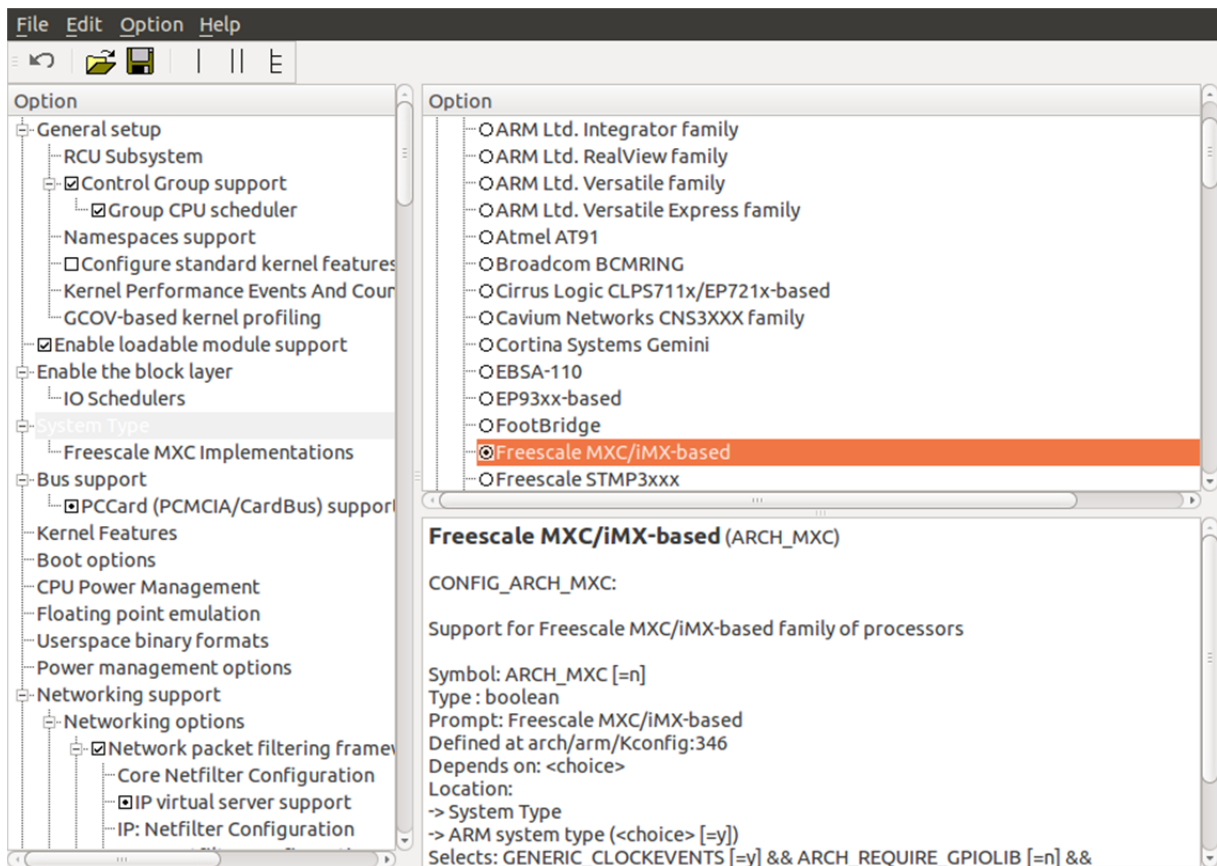 File Edit Option Help
Option
General setup
RCU Subsystem
Control Group support
Group CPU scheduler
Namespaces support
Configure standard kernel features
Kernel Performance Events And Coun
GCOV-based kernel profiling
Enable loadable module support
Enable the block layer
IO Schedulers
System Type
Freescale MXC Implementations
Bus support
PCCard (PCMCIA/CardBus) support
Kernel Features
Boot options
CPU Power Management
Floating point emulation
Userspace binary formats
Power management options
Networking support
Networking options
Network packet filtering framew
Core Netfilter Configuration
IP virtual server support
IP: Netfilter Configuration
Option
ARM Ltd. Integrator family
ARM Ltd. RealView family
ARM Ltd. Versatile family
ARM Ltd. Versatile Express family
Atmel AT91
Broadcom BCMRING
Cirrus Logic CLPS711x/EP721x-based
Cavium Networks CNS3XXX family
Cortina Systems Gemini
EBSA-110
EP93xx-based
FootBridge
Freescale MXC/iMX-based
Freescale STMP3xxx
Freescale MXC/iMX-based (ARCH_MXC)
CONFIG_ARCH_MXC:
Support for Freescale MXC/iMX-based family of processors
Symbol: ARCH_MXC [=n]
Type : boolean
Prompt: Freescale MXC/iMX-based
Defined at arch/arm/Kconfig:346
Depends on: <choice>
Location:
-> System Type
-> ARM system type (<choice> [=y])
Selects: GENERIC_CLOCKEVENTS [=y] && ARCH_REQUIRE_GPIOLIB [=n] &&